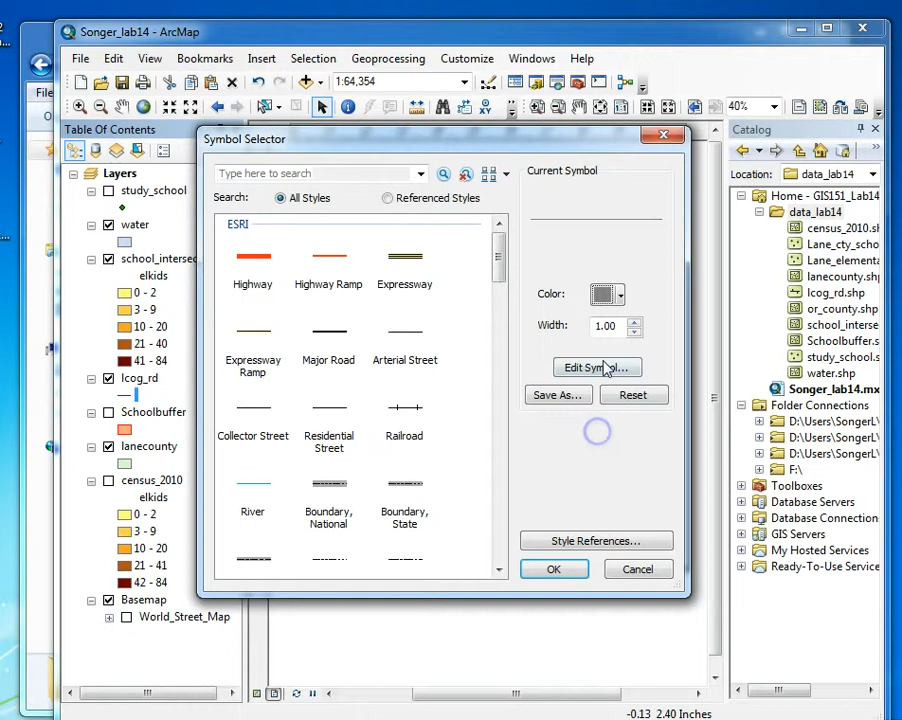 Songer_lab14 - ArcMap
File Edit View Bookmarks Insert Selection Geoprocessing Customize Windows Help
1:64,354
40%
Table Of Contents
Layers
study_school
water
school_intersec
elkids
0 - 2
3 - 9
10 - 20
21 - 40
41 - 84
lcog_rd
Schoolbuffer
lanecounty
census_2010
elkids
0 - 2
3 - 9
10 - 20
21 - 41
42 - 84
Basemap
World_Street_Map
Symbol Selector
Type here to search
Search: All Styles Referenced Styles
ESRI
Highway Highway Ramp Expressway
Expressway Ramp Major Road Arterial Street
Collector Street Residential Street Railroad
River Boundary, National Boundary, State
Current Symbol
Color:
Width: 1.00
Edit Symbol...
Save As... Reset
Style References...
OK Cancel
Catalog
Location: data_lab14
Home - GIS151_Lab14
data_lab14
census_2010.sh
Lane_cty_scho
Lane_elementa
lanecounty.shp
lcog_rd.shp
or_county.shp
school_interse
Schoolbuffer.s
study_school.s
water.shp
Songer_lab14.mx
Folder Connections
D:\Users\SongerL\
D:\Users\SongerL\
D:\Users\SongerL\
F:\
Toolboxes
Database Servers
Database Connection
GIS Servers
My Hosted Services
Ready-To-Use Service
-0.13 2.40 Inches